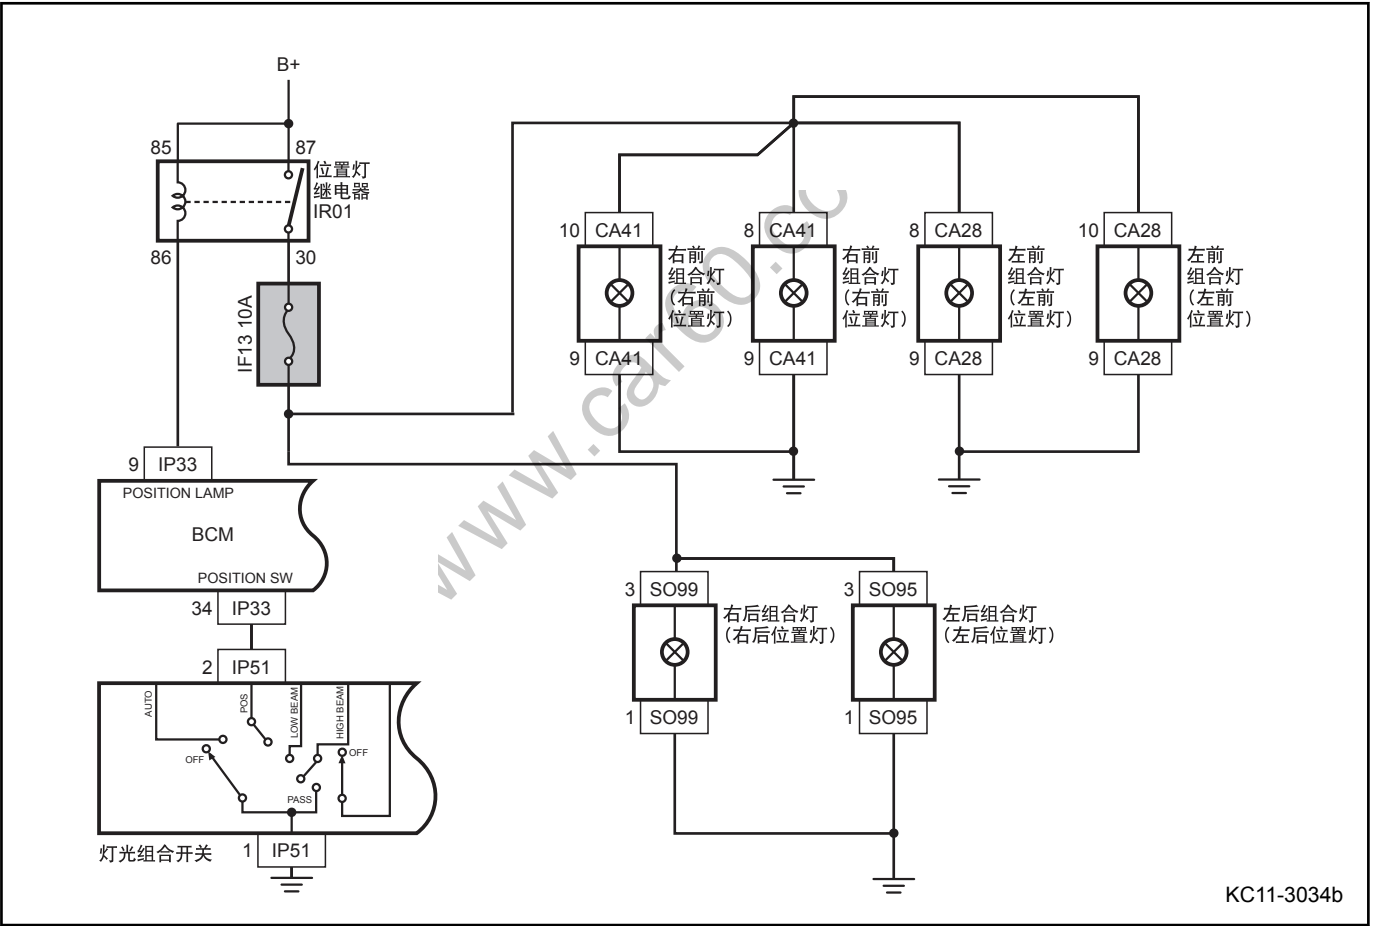 B+
85
87
位置灯
继电器
IR01
86
30
IF13 10A
10 CA41
8 CA41
8 CA28
10 CA28
右前
组合灯
（右前
位置灯）
右前
组合灯
（右前
位置灯）
左前
组合灯
（左前
位置灯）
左前
组合灯
（左前
位置灯）
9 CA41
9 CA41
9 CA28
9 CA28
www.car60.cc
9 IP33
POSITION LAMP
BCM
POSITION SW
34 IP33
2 IP51
3 SO99
3 SO95
右后组合灯
（右后位置灯）
左后组合灯
（左后位置灯）
1 SO99
1 SO95
AUTO
POS
LOW BEAM
HIGH BEAM
OFF
OFF
PASS
灯光组合开关
1 IP51
KC11-3034b